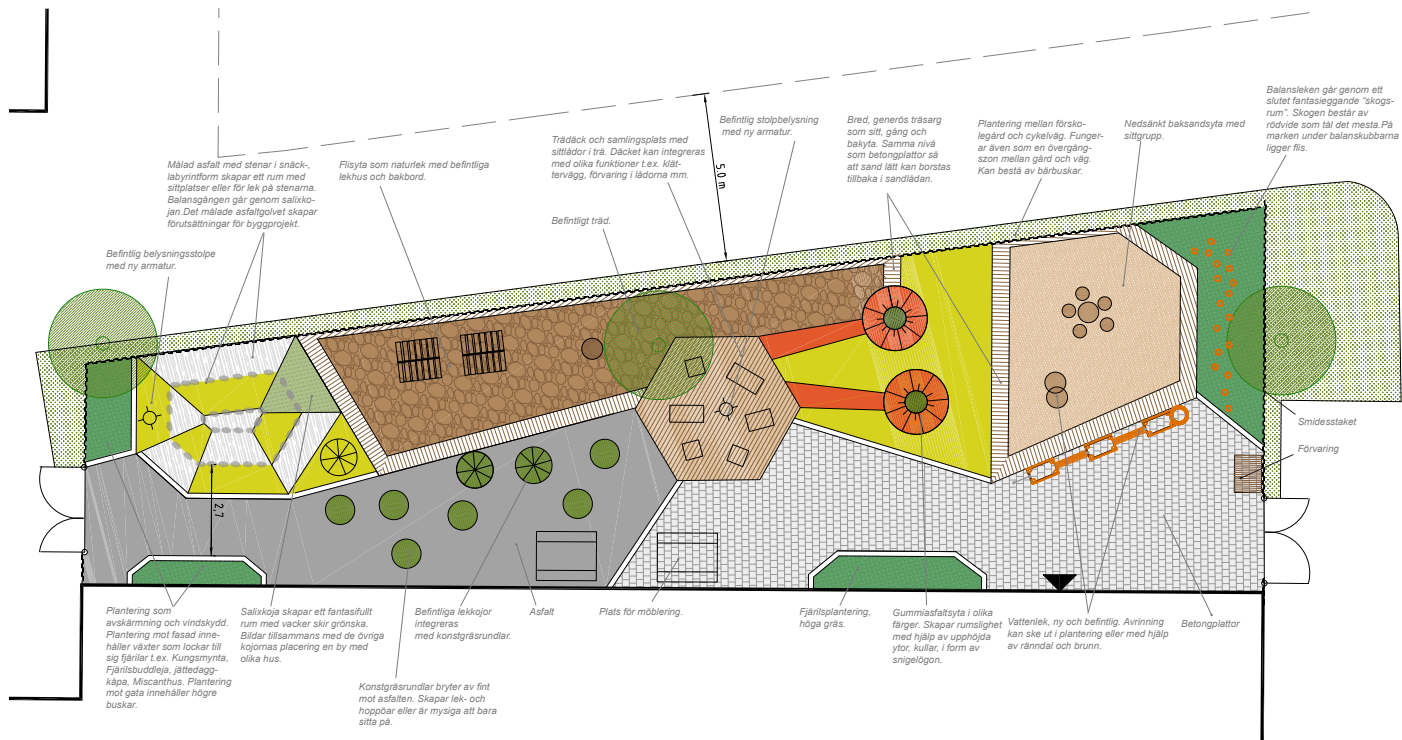 Målad asfalt med stenar i snäck-,
labyrintform skapar ett rum med
sittplatser eller för lek på stenarna.
Balansgången går genom salixko-
jan.Det målade asfaltgolvet skapar
förutsättningar för byggprojekt.
Flisyta som naturlek med befintliga
lekhus och bakbord.
Trädäck och samlingsplats med
sittlådor i trä. Däcket kan integreras
med olika funktioner t.ex. klät-
tervägg, förvaring i lådorna mm.
Befintlig stolpbelysning
med ny armatur.
Bred, generös träsarg
som sitt, gång och
bakyta. Samma nivå
som betongplattor så
att sand lätt kan borstas
tillbaka i sandlådan.
Plantering mellan försko-
legård och cykelväg. Funger-
ar även som en övergång-
szon mellan gård och väg.
Kan bestå av bärbuskar.
Nedsänkt baksandsyta med
sittgrupp.
Balansleken går genom ett
slutet fantasieggande "skogs-
rum". Skogen består av
rödvide som tål det mesta.På
marken under balanskubbarna
ligger flis.
5,0 m
Befintligt träd.
Befintlig belysningsstolpe
med ny armatur.
Smidesstaket
Förvaring
2,7
Plantering som
avskärmning och vindskydd.
Plantering mot fasad inne-
håller växter som lockar till
sig fjärilar t.ex. Kungsmynta,
Fjärilsbuddleja, jättedagg-
kåpa, Miscanthus. Plantering
mot gata innehåller högre
buskar.
Salixkoja skapar ett fantasifullt
rum med vacker skir grönska.
Bildar tillsammans med de övriga
kojornas placering en by med
olika hus.
Konstgräsrundlar bryter av fint
mot asfalten. Skapar lek- och
hoppöar eller är mysiga att bara
sitta på.
Befintliga lekkojor
integreras
med konstgräsrundlar.
Asfalt
Plats för möblering.
Fjärilsplantering,
höga gräs.
Gummiasfaltsyta i olika
färger. Skapar rumslighet
med hjälp av upphöjda
ytor, kullar, i form av
snigelögon.
Vattenlek, ny och befintlig. Avrinning
kan ske ut i plantering eller med hjälp
av ränndal och brunn.
Betongplattor